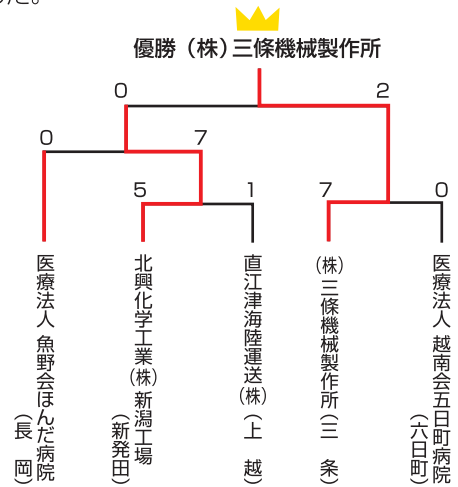 した。
優勝（株）三條機械製作所
0
2
0
7
5
1
7
0
医療法人 魚野会ほんだ病院
（長　岡）
北興化学工業（株）新潟工場
（新発田）
直江津海陸運送（株）（上　越）
（株）三條機械製作所（三　条）
医療法人 越南会五日町病院
（六日町）